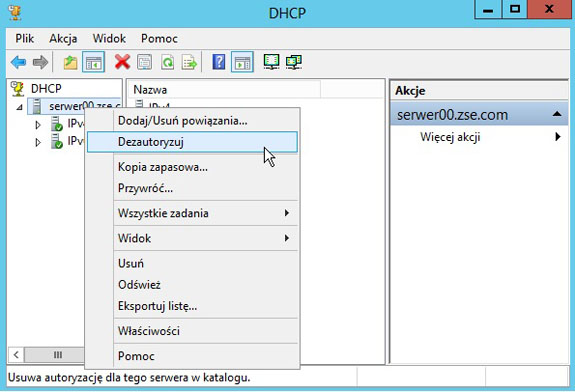 DHCP
Plik Akcja Widok Pomoc
DHCP
serwer00.zse.c
IPv
IPv
Nazwa
IPv4
Dodaj/Usuń powiązania...
Dezautoryzuj
Kopia zapasowa...
Przywróć...
Wszystkie zadania
Widok
Usuń
Odśwież
Eksportuj listę...
Właściwości
Pomoc
Akcje
serwer00.zse.com
Więcej akcji
Usuwa autoryzację dla tego serwera w katalogu.